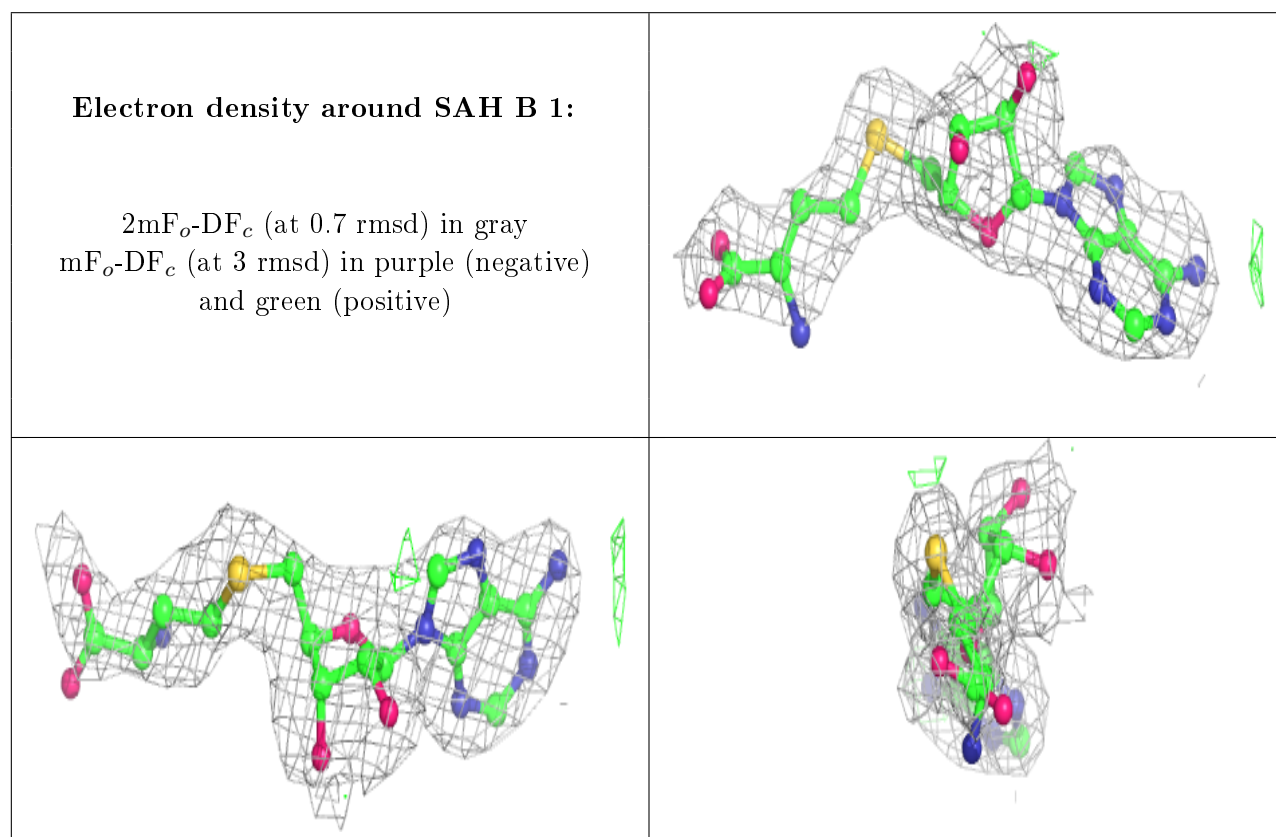 Electron density around SAH B 1:
2mFₒ-DF𝒸 (at 0.7 rmsd) in gray
mFₒ-DF𝒸 (at 3 rmsd) in purple (negative)
and green (positive)